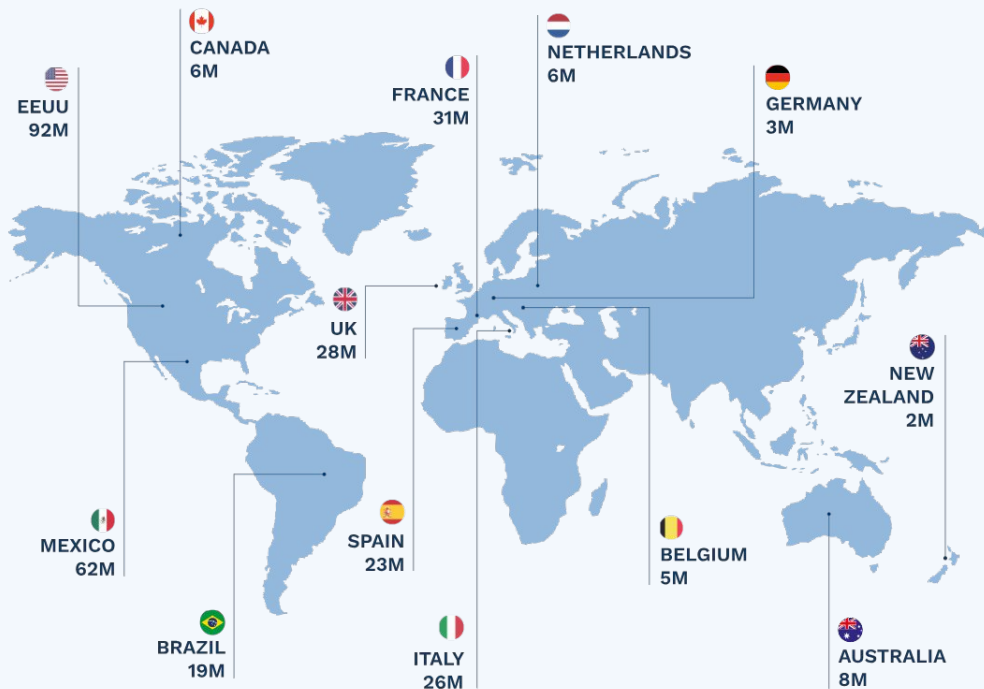 CANADA
6M
NETHERLANDS
6M
EEUU
92M
FRANCE
31M
GERMANY
3M
UK
28M
NEW
ZEALAND
2M
MEXICO
62M
SPAIN
23M
BELGIUM
5M
BRAZIL
19M
ITALY
26M
AUSTRALIA
8M